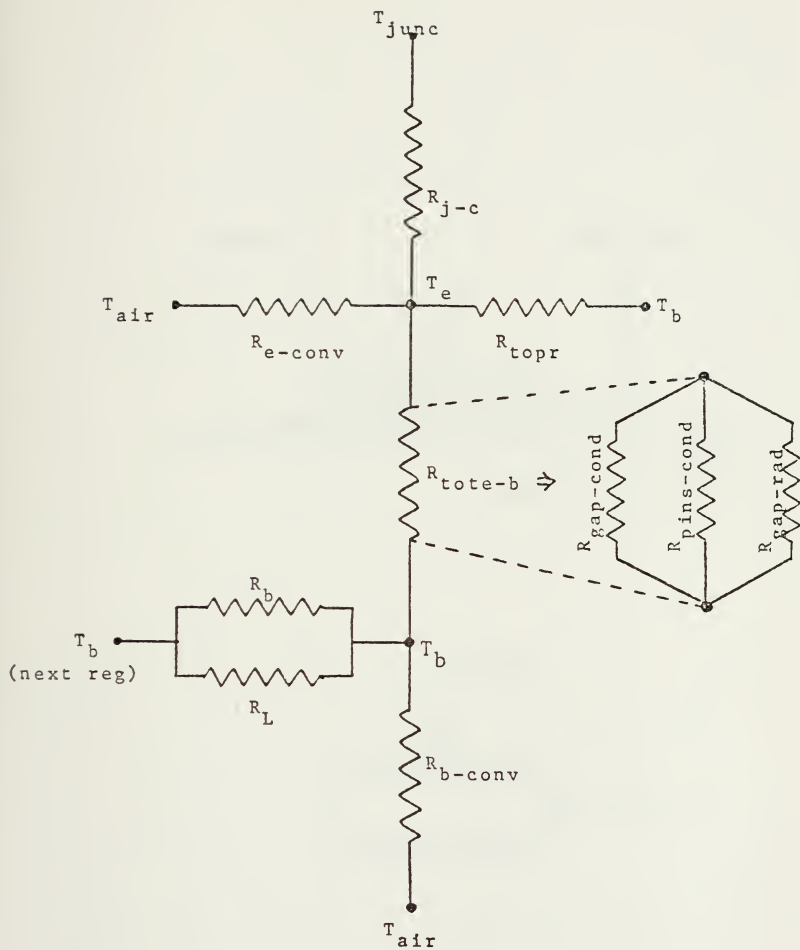 T_junc
R_j-c
T_e
T_air
T_b
R_e-conv
R_topr
R_tote-b ⇒
R_gap-cond
R_pins-cond
R_gap-rad
R_b
T_b
(next reg)
T_b
R_L
R_b-conv
T_air